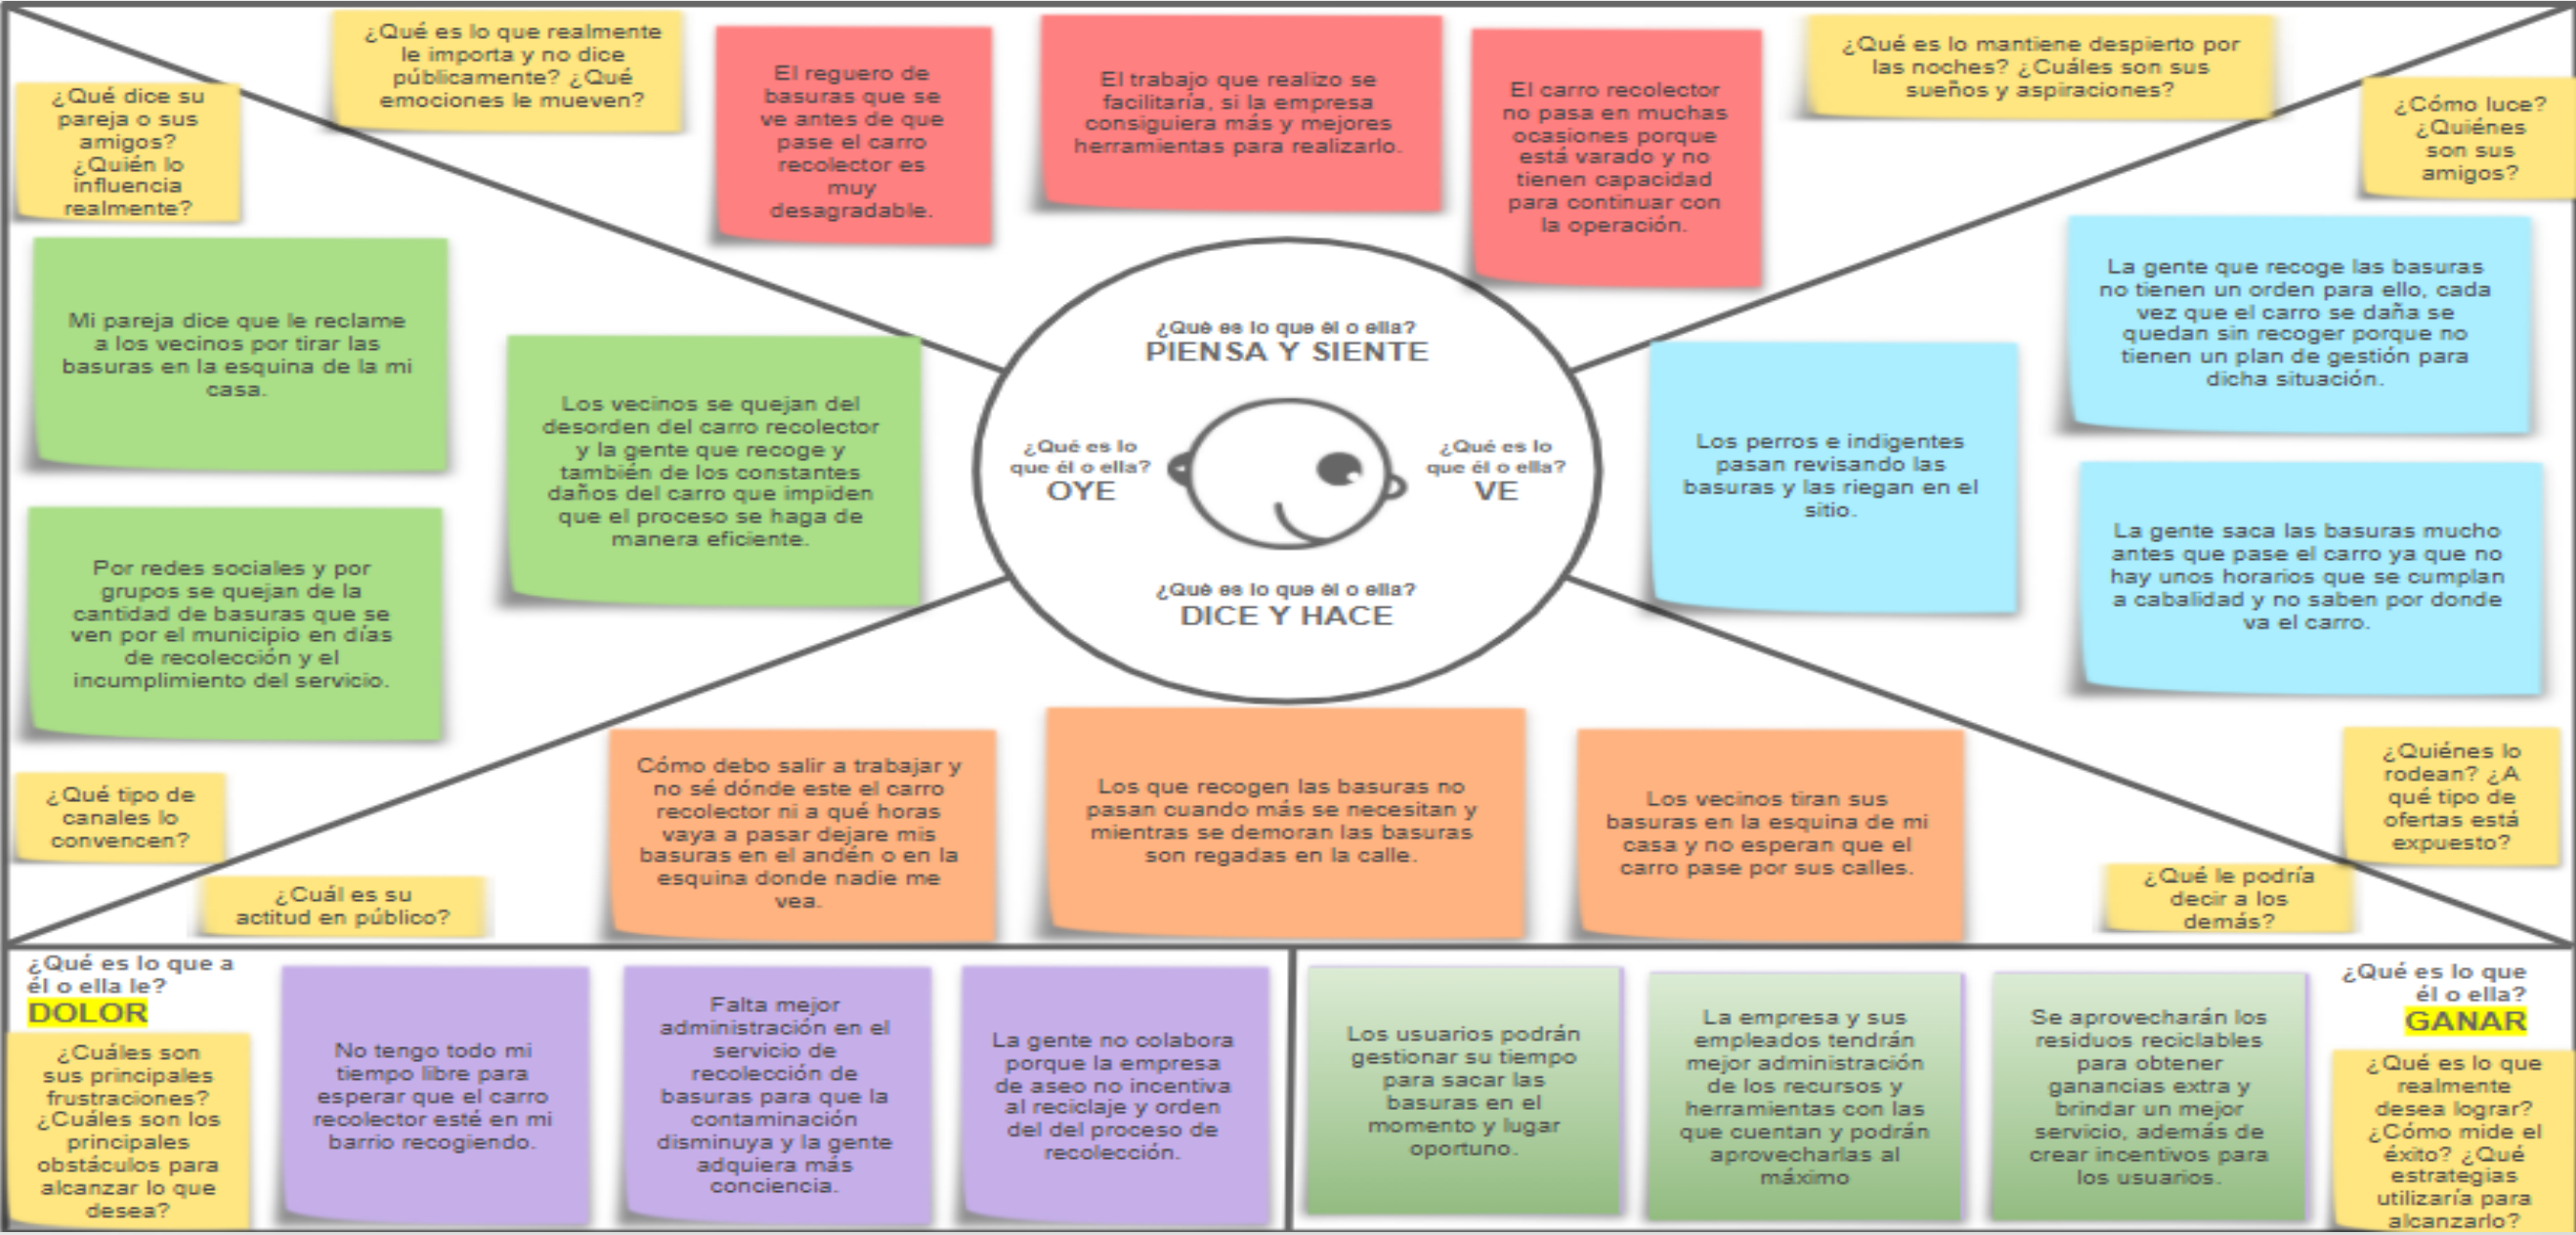 ¿Qué es lo que realmente
le importa y no dice
públicamente? ¿Qué
emociones le mueven?
El reguero de
basuras que se
ve antes de que
pase el carro
recolector es
muy
desagradable.
El trabajo que realizo se
facilitaría, si la empresa
consiguiera más y mejores
herramientas para realizarlo.
El carro recolector
no pasa en muchas
ocasiones porque
está varado y no
tienen capacidad
para continuar con
la operación.
¿Qué es lo mantiene despierto por
las noches? ¿Cuáles son sus
sueños y aspiraciones?
¿Qué dice su
pareja o sus
amigos?
¿Quién lo
influencia
realmente?
¿Cómo luce?
¿Quiénes
son sus
amigos?
Mi pareja dice que le reclame
a los vecinos por tirar las
basuras en la esquina de la mi
casa.
Los vecinos se quejan del
desorden del carro recolector
y la gente que recoge y
también de los constantes
daños del carro que impiden
que el proceso se haga de
manera eficiente.
Por redes sociales y por
grupos se quejan de la
cantidad de basuras que se
ven por el municipio en días
de recolección y el
incumplimiento del servicio.
¿Qué es lo que él o ella?
PIENSA Y SIENTE
¿Qué es lo
que él o ella?
OYE
¿Qué es lo
que él o ella?
VE
¿Qué es lo que él o ella?
DICE Y HACE
La gente que recoge las basuras
no tienen un orden para ello, cada
vez que el carro se daña se
quedan sin recoger porque no
tienen un plan de gestión para
dicha situación.
Los perros e indigentes
pasan revisando las
basuras y las riegan en el
sitio.
La gente saca las basuras mucho
antes que pase el carro ya que no
hay unos horarios que se cumplan
a cabalidad y no saben por donde
va el carro.
¿Qué tipo de
canales lo
convencen?
¿Cuál es su
actitud en público?
Cómo debo salir a trabajar y
no sé dónde este el carro
recolector ni a qué horas
vaya a pasar dejare mis
basuras en el andén o en la
esquina donde nadie me
vea.
Los que recogen las basuras no
pasan cuando más se necesitan y
mientras se demoran las basuras
son regadas en la calle.
Los vecinos tiran sus
basuras en la esquina de mi
casa y no esperan que el
carro pase por sus calles.
¿Quiénes lo
rodean? ¿A
qué tipo de
ofertas está
expuesto?
¿Qué le podría
decir a los
demás?
¿Qué es lo que a
él o ella le?
DOLOR
¿Cuáles son
sus principales
frustraciones?
¿Cuáles son los
principales
obstáculos para
alcanzar lo que
desea?
No tengo todo mi
tiempo libre para
esperar que el carro
recolector esté en mi
barrio recogiendo.
Falta mejor
administración en el
servicio de
recolección de
basuras para que la
contaminación
disminuya y la gente
adquiera más
conciencia.
La gente no colabora
porque la empresa
de aseo no incentiva
al reciclaje y orden
del del proceso de
recolección.
Los usuarios podrán
gestionar su tiempo
para sacar las
basuras en el
momento y lugar
oportuno.
La empresa y sus
empleados tendrán
mejor administración
de los recursos y
herramientas con las
que cuentan y podrán
aprovecharlas al
máximo
Se aprovecharán los
residuos reciclables
para obtener
ganancias extra y
brindar un mejor
servicio, además de
crear incentivos para
los usuarios.
¿Qué es lo que
él o ella?
GANAR
¿Qué es lo que
realmente
desea lograr?
¿Cómo mide el
éxito? ¿Qué
estrategias
utilizaría para
alcanzarlo?